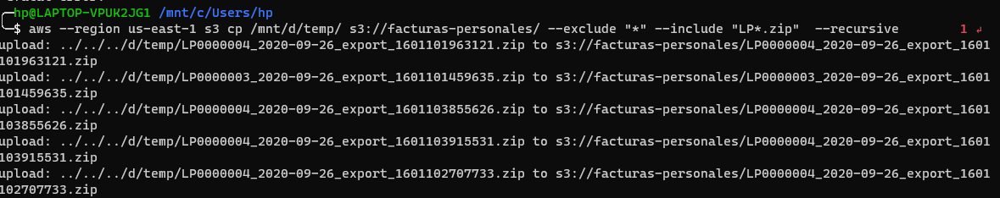 hp@LAPTOP-VPUK2JG1 /mnt/c/Users/hp
$ aws --region us-east-1 s3 cp /mnt/d/temp/ s3://facturas-personales/ --exclude "*" --include "LP*.zip"  --recursive 1 ↲
upload: ../../../d/temp/LP0000004_2020-09-26_export_1601101963121.zip to s3://facturas-personales/LP0000004_2020-09-26_export_1601
101963121.zip
upload: ../../../d/temp/LP0000003_2020-09-26_export_1601101459635.zip to s3://facturas-personales/LP0000003_2020-09-26_export_1601
101459635.zip
upload: ../../../d/temp/LP0000004_2020-09-26_export_1601103855626.zip to s3://facturas-personales/LP0000004_2020-09-26_export_1601
103855626.zip
upload: ../../../d/temp/LP0000004_2020-09-26_export_1601103915531.zip to s3://facturas-personales/LP0000004_2020-09-26_export_1601
103915531.zip
upload: ../../../d/temp/LP0000004_2020-09-26_export_1601102707733.zip to s3://facturas-personales/LP0000004_2020-09-26_export_1601
102707733.zip